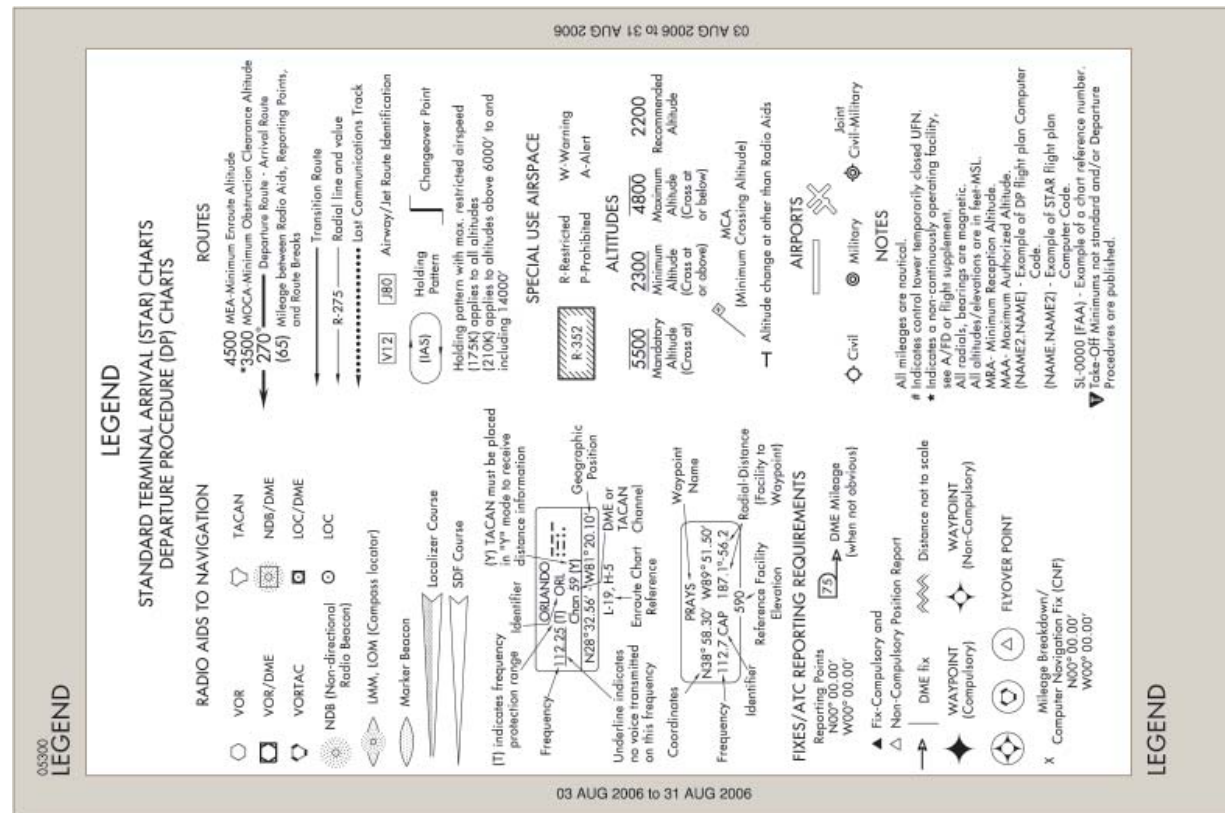 05300
LEGEND
LEGEND
STANDARD TERMINAL ARRIVAL (STAR) CHARTS
DEPARTURE PROCEDURE (DP) CHARTS
RADIO AIDS TO NAVIGATION
VOR
TACAN
VOR/DME
NDB/DME
VORTAC
LOC/DME
NDB (Non-directional
Radio Beacon)
LOC
LMM, LOMI (Compass locator)
Marker Beacon
Localizer Course
SDF Course
(T) indicates frequency
protection range
Identifier
(Y) TACAN must be placed
in "Y" mode to receive
distance information
Frequency
ORLANDO
112.25 (T) ORL
Chan 59 (Y)
N28° 32.56' -W81° 20.10'
L-19, H-5
Geographic
Position
Underline indicates
no voice transmitted
on this frequency
Enroute Chart
Reference
DME or
TACAN
Channel
Coordinates
PRAYS
N38° 58.30' W89° 51.50'
112.7 CAP 187.1°-56.2
590
Waypoint
Name
Frequency
Identifier
Reference Facility
Elevation
Radial-Distance
(Facility to
Waypoint)
FIXES/ATC REPORTING REQUIREMENTS
Reporting Points
N00° 00.00'
W00° 00.00'
75
DME Mileage
(when not obvious)
Fix-Compulsory and
Non-Compulsory Position Report
DME fix
Distance not to scale
WAYPOINT
(Compulsory)
WAYPOINT
(Non-Compulsory)
FLYOVER POINT
X
Mileage Breakdown/
Computer Navigation Fix (CNF)
N00° 00.00'
W00° 00.00'
ROUTES
4500 MEA-Minimum Enroute Altitude
*3500 MOCA-Minimum Obstruction Clearance Altitude
270° Departure Route - Arrival Route
(65) Mileage between Radio Aids, Reporting Points,
and Route Breaks
Transition Route
R-275 Radial line and value
Lost Communications Track
V12 J80 Airway/Jet Route Identification
(IAS)
Holding
Pattern
Changeover Point
Holding pattern with max. restricted airspeed
(175K) applies to all altitudes
(210K) applies to altitudes above 6000' to and
including 14000'
SPECIAL USE AIRSPACE
R-352
R-Restricted
W-Warning
P-Prohibited
A-Alert
ALTITUDES
5500
Mandatory
Altitude
(Cross at)
2300
Minimum
Altitude
(Cross at
or above)
4800
Maximum
Altitude
(Cross at
or below)
2200
Recommended
Altitude
MCA
(Minimum Crossing Altitude)
Altitude change at other than Radio Aids
AIRPORTS
Civil
Military
Joint
Civil-Military
NOTES
All mileages are nautical.
# Indicates control tower temporarily closed UFN.
★ Indicates a non-continuously operating facility,
see A/FD or flight supplement.
All radials, bearings are magnetic.
All altitudes/elevations are in feet-MSL.
MRA- Minimum Reception Altitude.
MAA- Maximum Authorized Altitude.
(NAME2.NAME) - Example of DP flight plan Computer
Code.
(NAME.NAME2) - Example of STAR flight plan
Computer Code.
SL-0000 (FAA) - Example of a chart reference number.
Take-Off Minimums not standard and/or Departure
Procedures are published.
LEGEND
03 AUG 2006 to 31 AUG 2006
03 AUG 2006 to 31 AUG 2006